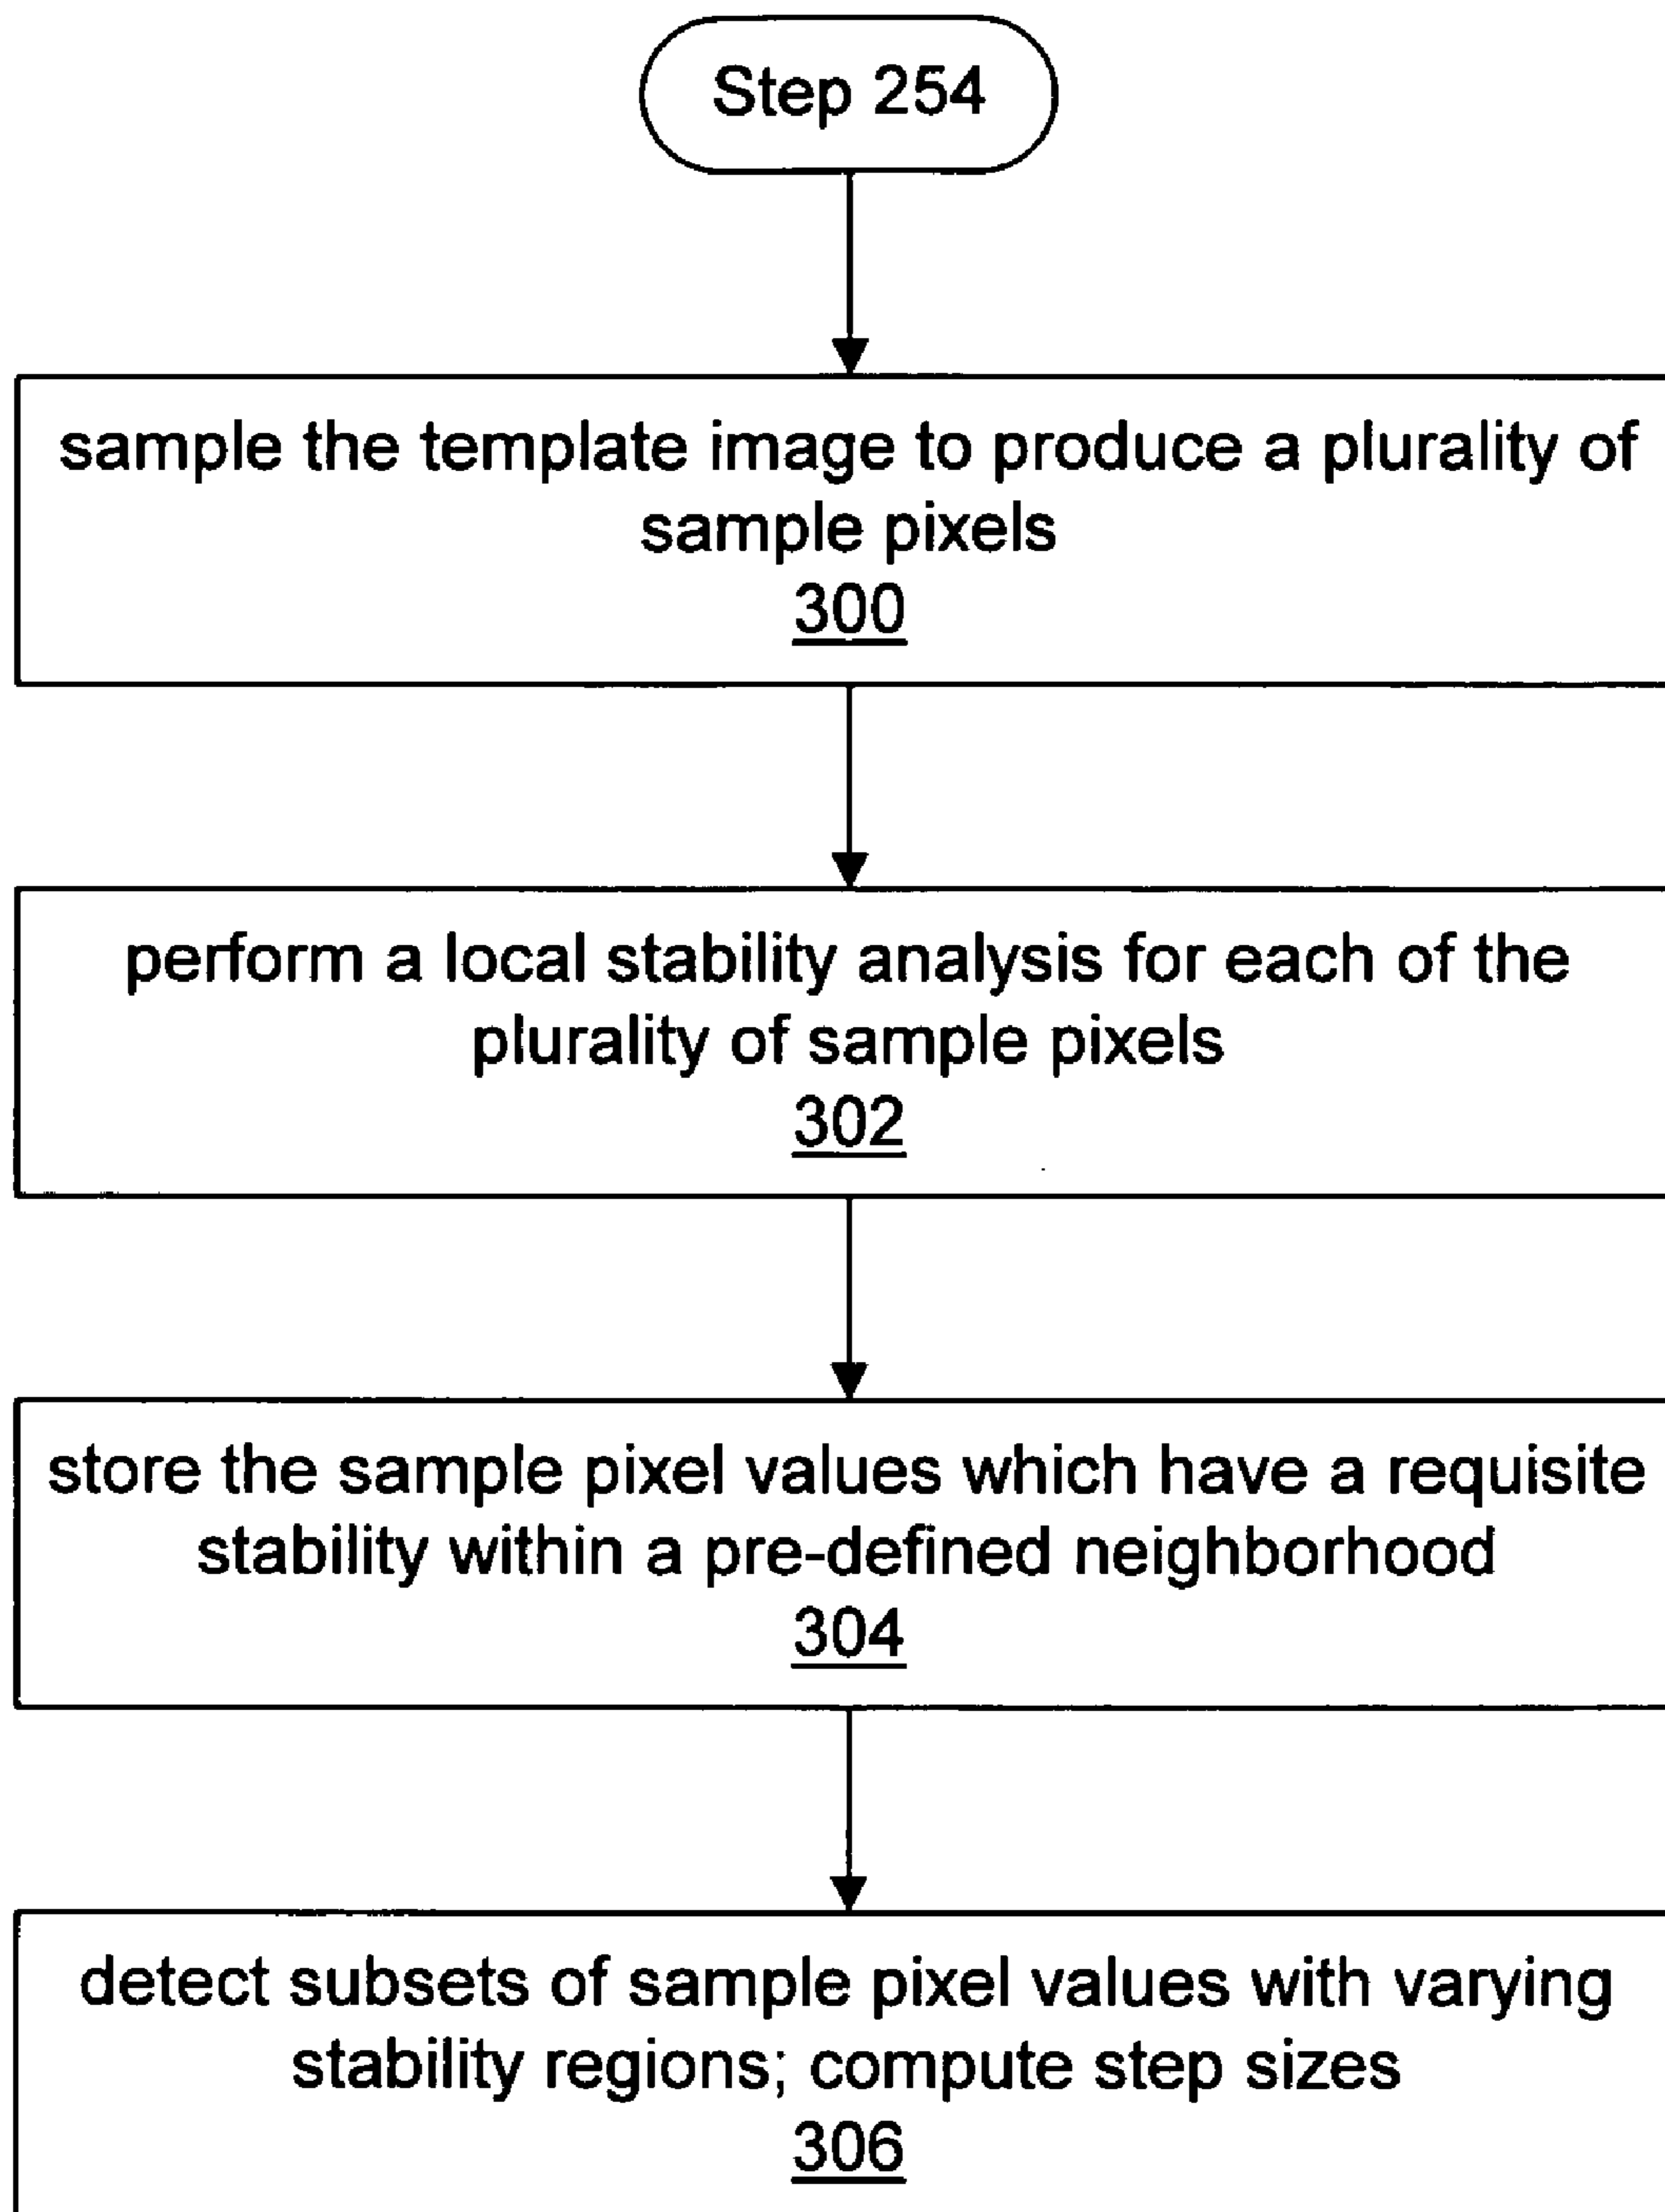 Step 254
sample the template image to produce a plurality of
sample pixels
300
perform a local stability analysis for each of the
plurality of sample pixels
302
store the sample pixel values which have a requisite
stability within a pre-defined neighborhood
304
detect subsets of sample pixel values with varying
stability regions; compute step sizes
306